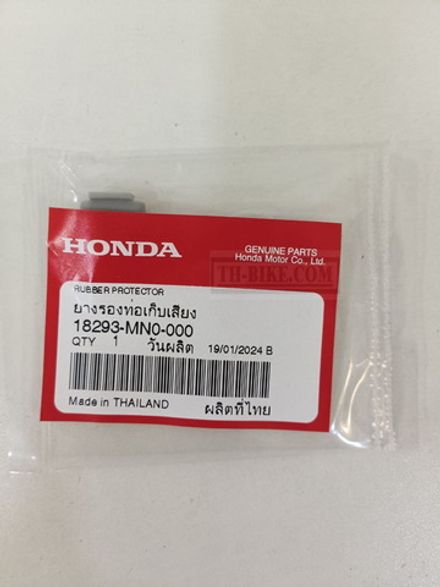 HONDA
GENUINE PARTS
Honda Motor Co., Ltd.
TH-BIKE.COM
RUBBER PROTECTOR
ยางรองท่อเก็บเสียง
18293-MN0-000
QTY 1 วันผลิต 19/01/2024 B
Made in THAILAND ผลิตที่ไทย